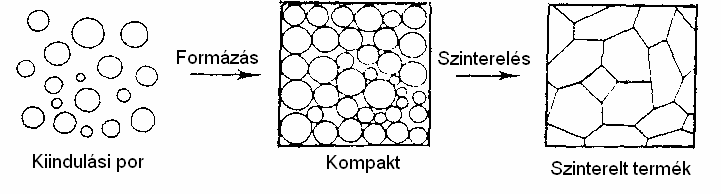 Formázás
Szinterelés
Kiindulási por
Kompakt
Szinterelt termék